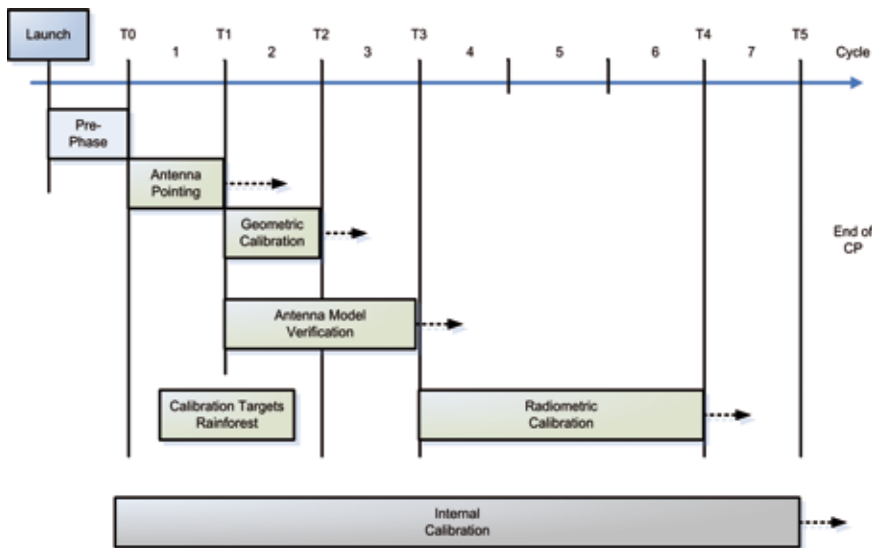 Launch
T0
T1
T2
T3
T4
T5
1
2
3
4
5
6
7
Cycle
Pre-
Phase
Antenna
Pointing
Geometric
Calibration
End of
CP
Antenna Model
Verification
Calibration Targets
Rainforest
Radiometric
Calibration
Internal
Calibration